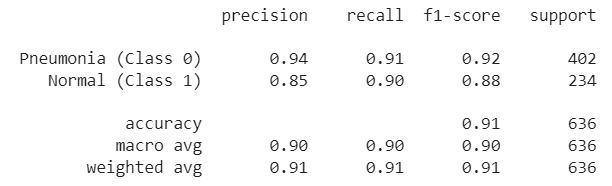 precision recall f1-score support
Pneumonia (Class 0) 0.94 0.91 0.92 402
Normal (Class 1) 0.85 0.90 0.88 234
accuracy 0.91 636
macro avg 0.90 0.90 0.90 636
weighted avg 0.91 0.91 0.91 636